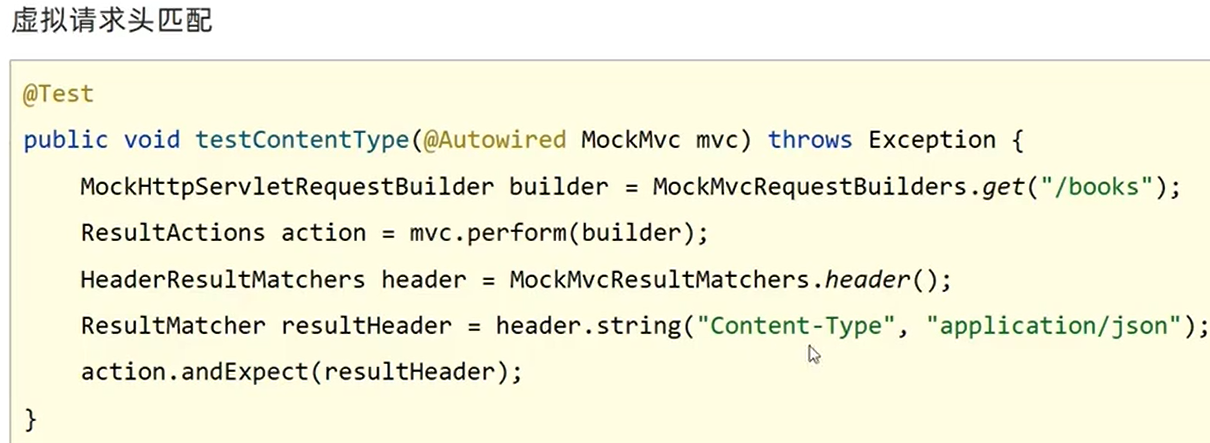 虚拟请求头匹配
@Test
public void testContentType(@Autowired MockMvc mvc) throws Exception {
    MockHttpServletRequestBuilder builder = MockMvcRequestBuilders.get("/books");
    ResultActions action = mvc.perform(builder);
    HeaderResultMatchers header = MockMvcResultMatchers.header();
    ResultMatcher resultHeader = header.string("Content-Type", "application/json");
    action.andExpect(resultHeader);
}